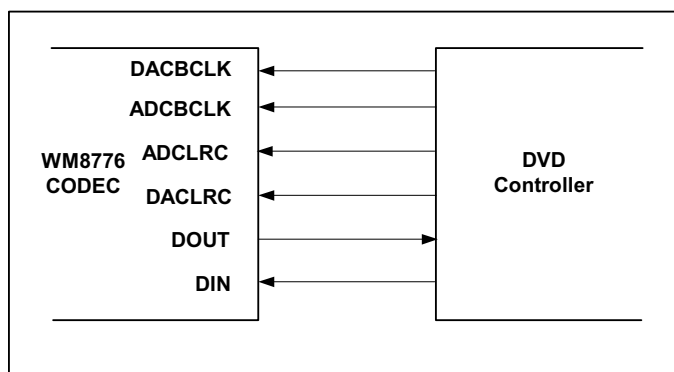 DACBCLK
ADCBCLK
ADCLRC
WM8776
CODEC
DACLRC
DOUT
DIN
DVD
Controller